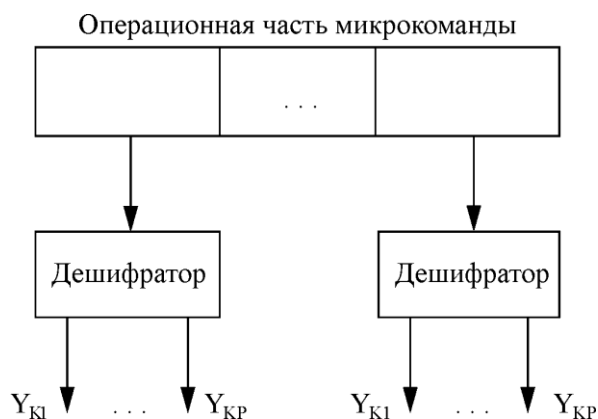 Операционная часть микрокоманды
. . .
Дешифратор Дешифратор
Y_Kl . . . Y_KP Y_K1 . . . Y_KP